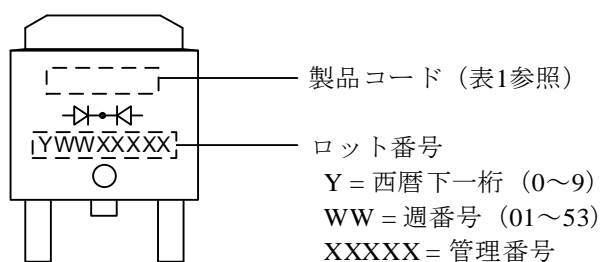 製品コード（表1参照）
YWWXXXXX
ロット番号
Y = 西暦下一桁（0～9）
WW = 週番号（01～53）
XXXXX = 管理番号